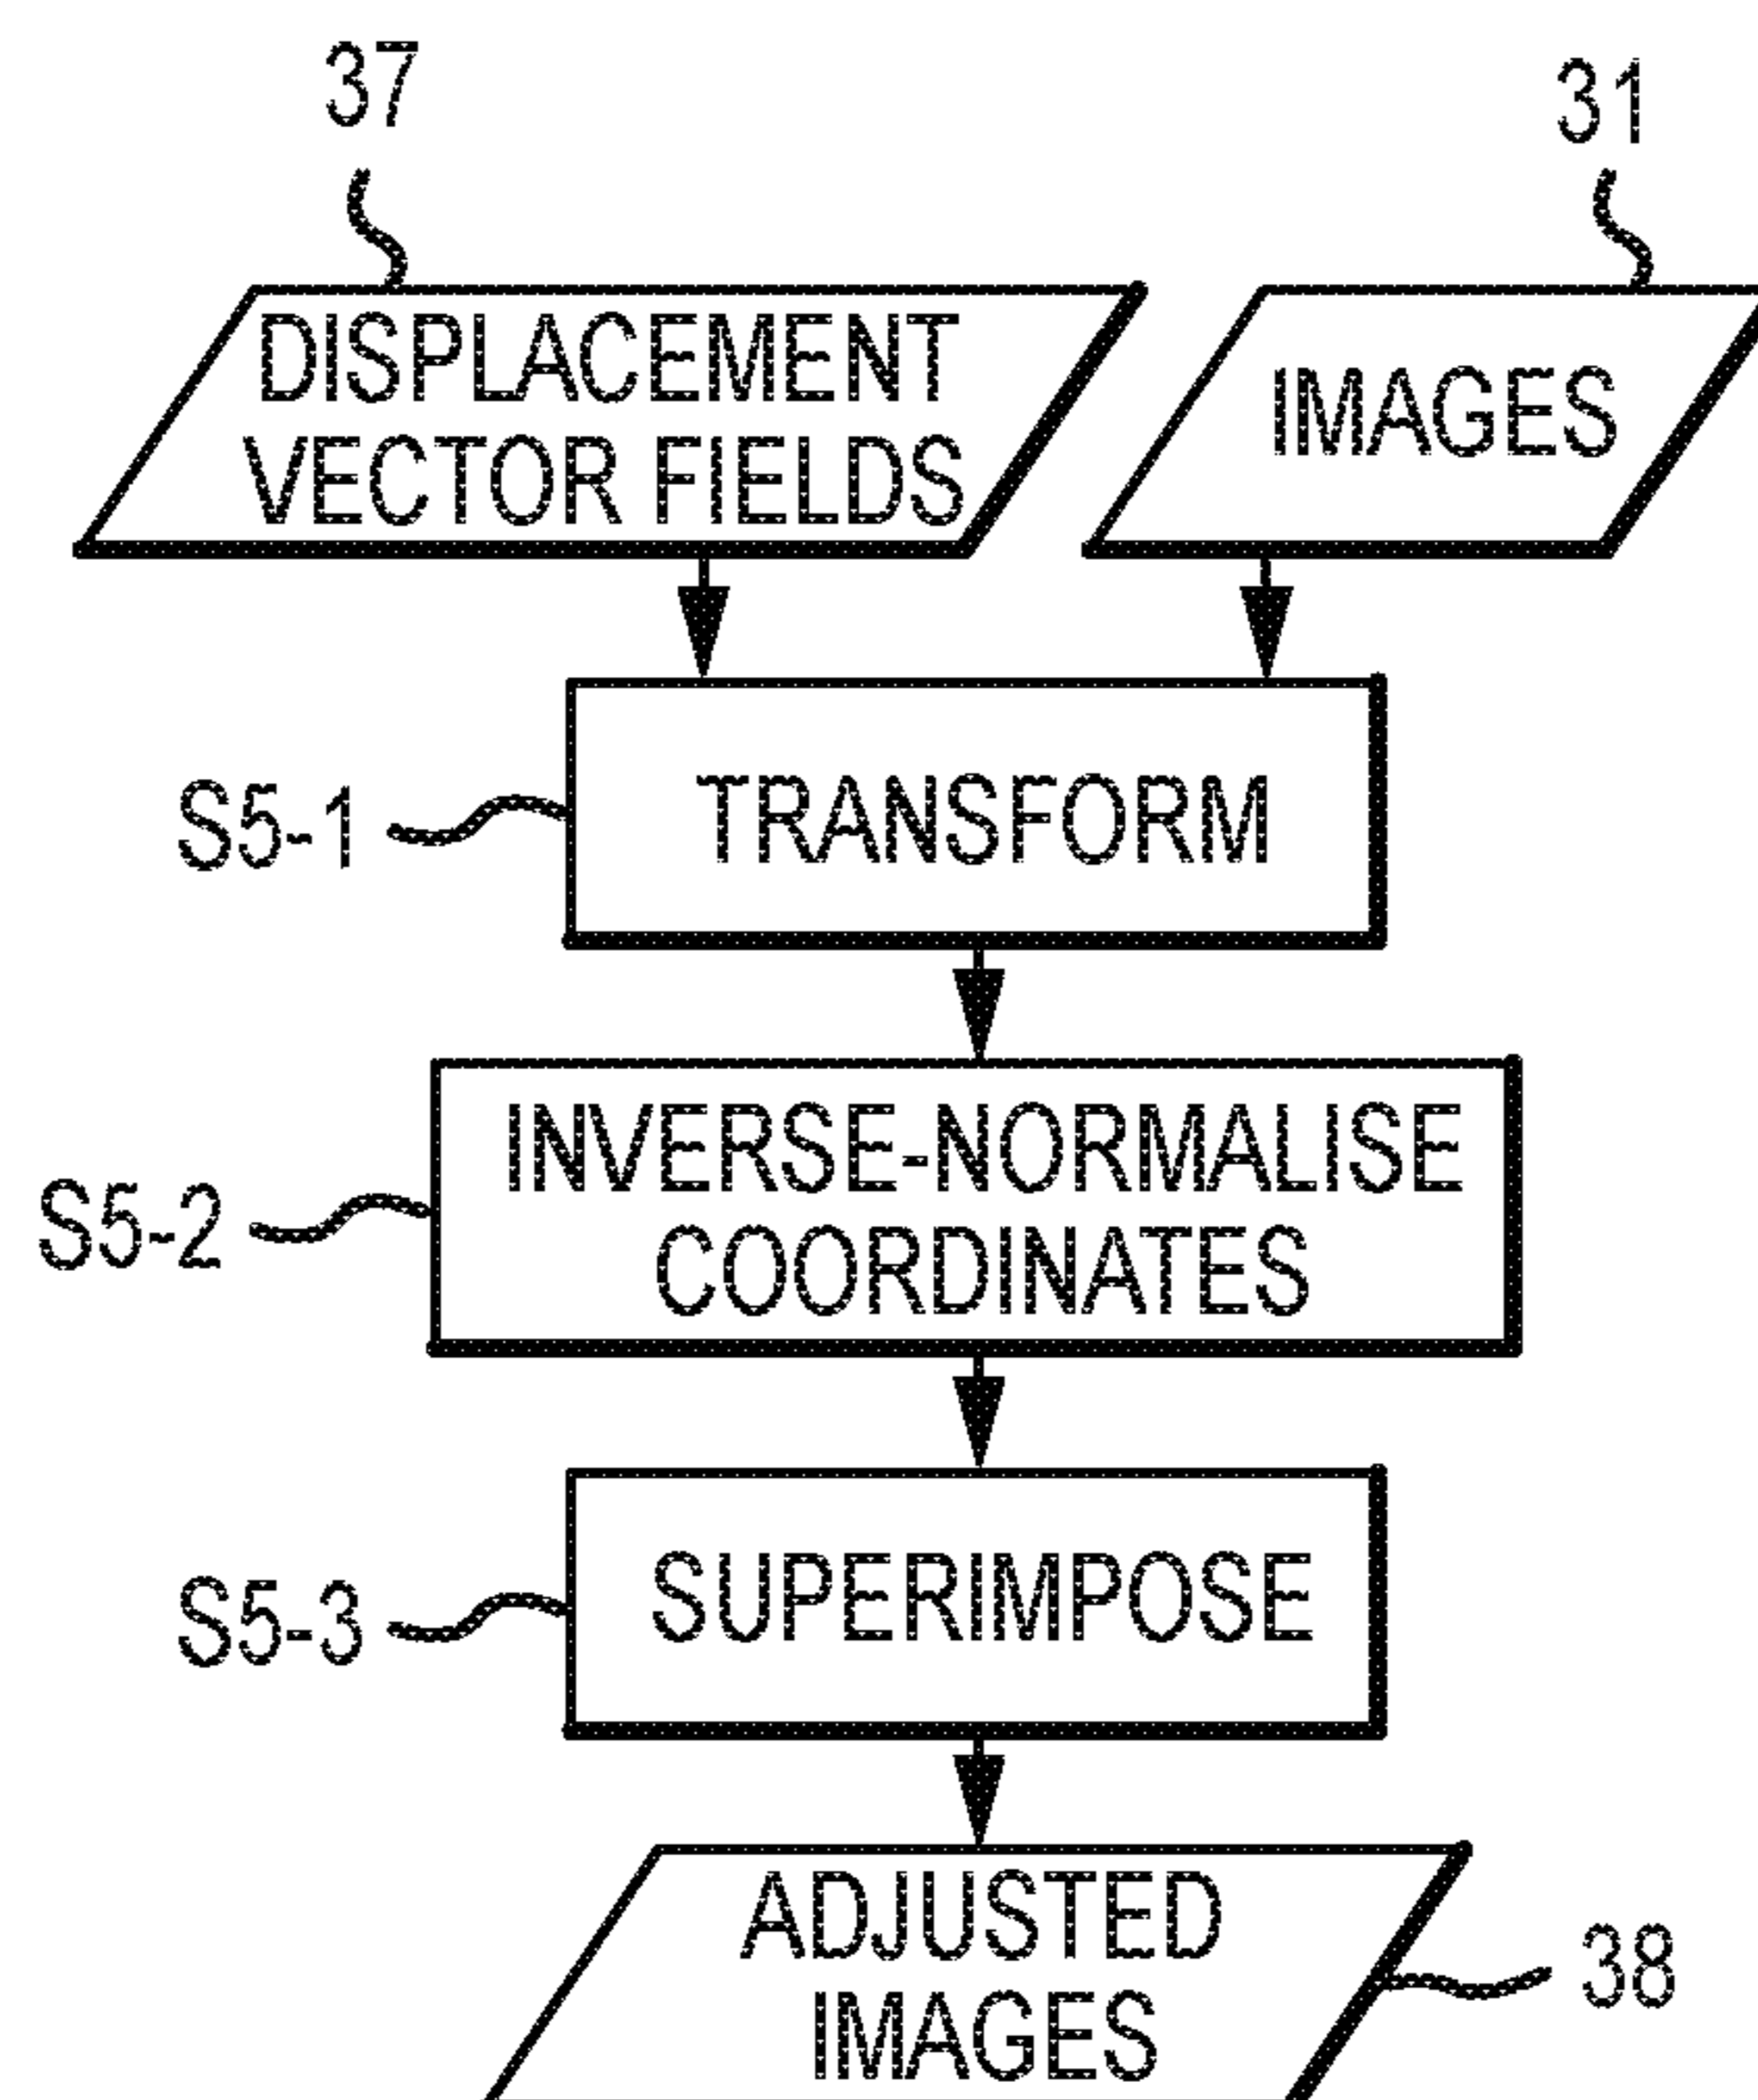 37
31
DISPLACEMENT
VECTOR FIELDS
IMAGES
S5-1
TRANSFORM
S5-2
INVERSE-NORMALISE
COORDINATES
S5-3
SUPERIMPOSE
ADJUSTED
IMAGES
38